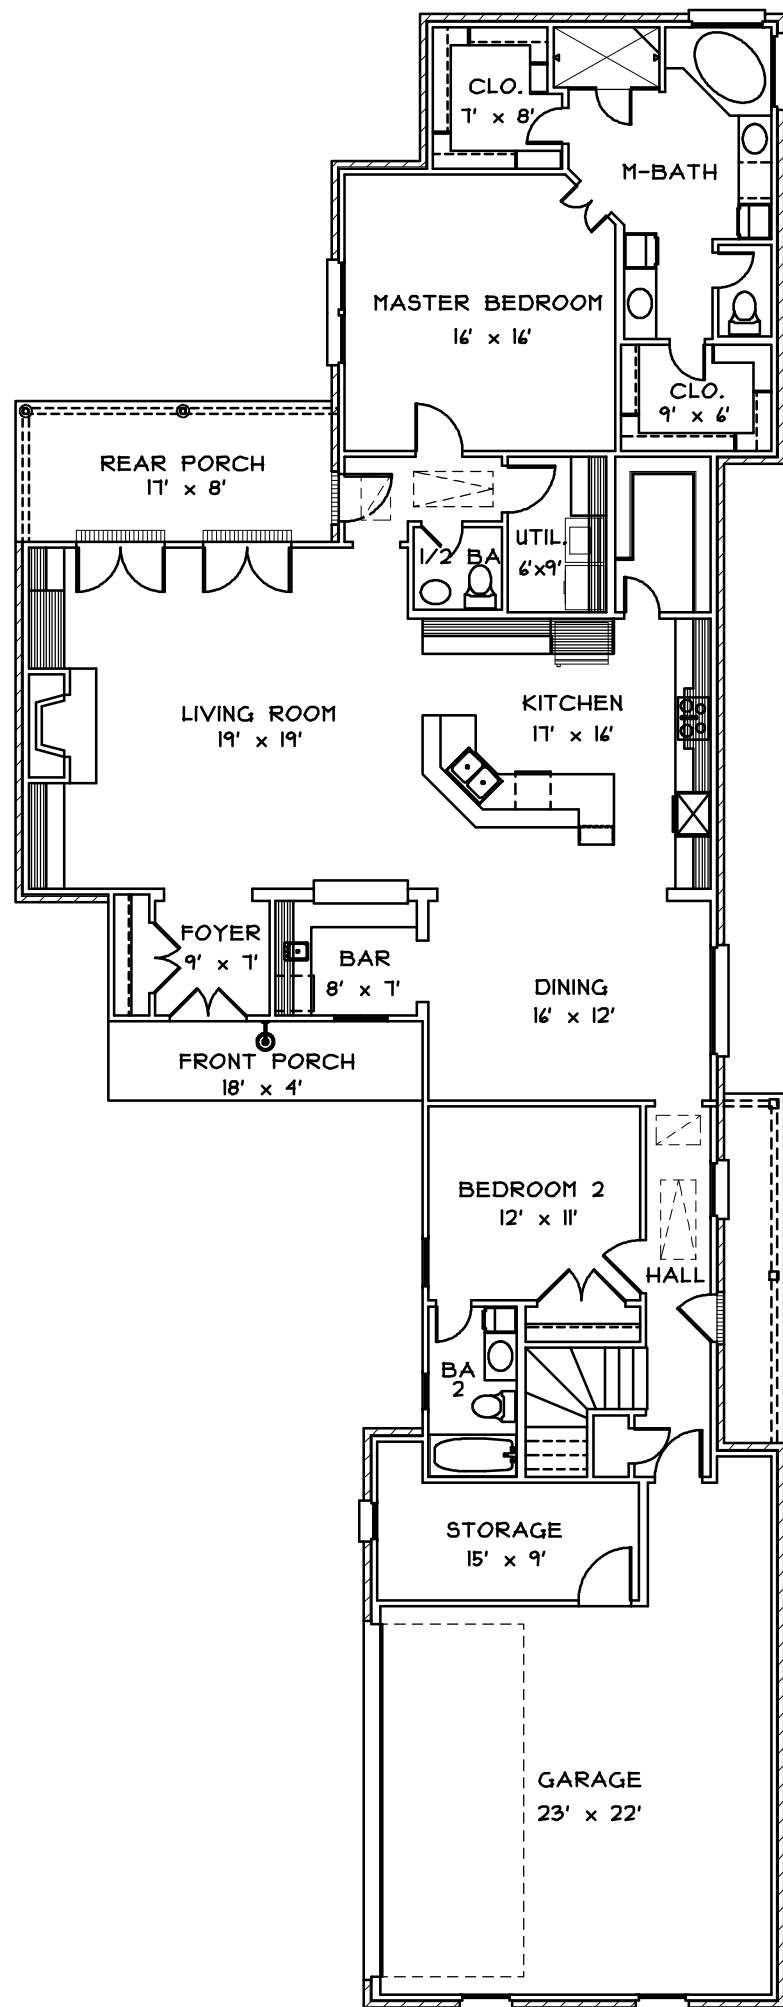 CLO.
7' x 8'
M-BATH
MASTER BEDROOM
16' x 16'
CLO.
9' x 6'
REAR PORCH
17' x 8'
1/2 BA
UTIL.
6'x9'
LIVING ROOM
19' x 19'
KITCHEN
17' x 16'
FOYER
9' x 7'
BAR
8' x 7'
DINING
16' x 12'
FRONT PORCH
18' x 4'
BEDROOM 2
12' x 11'
HALL
BA
2
STORAGE
15' x 9'
GARAGE
23' x 22'